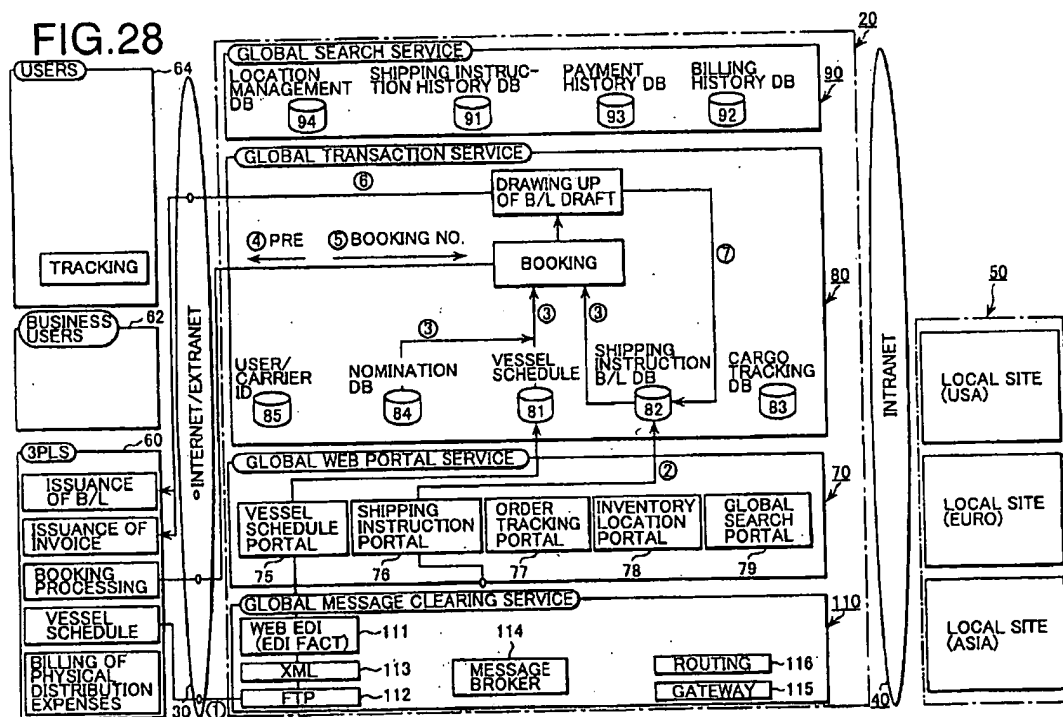 FIG.28
USERS
64
TRACKING
BUSINESS
USERS
62
3PLS
60
ISSUANCE
OF B/L
ISSUANCE OF
INVOICE
BOOKING
PROCESSING
VESSEL
SCHEDULE
BILLING OF
PHYSICAL
DISTRIBUTION
EXPENSES
30
①
INTERNET/EXTRANET
20
GLOBAL SEARCH SERVICE
LOCATION
MANAGEMENT
DB
94
SHIPPING INSTRUC-
TION HISTORY DB
91
PAYMENT
HISTORY DB
93
BILLING
HISTORY DB
92
90
GLOBAL TRANSACTION SERVICE
⑥
DRAWING UP
OF B/L DRAFT
④ PRE
⑤ BOOKING NO.
BOOKING
⑦
80
③
③
③
USER/
CARRIER
ID
85
NOMINATION
DB
84
VESSEL
SCHEDULE
81
SHIPPING
INSTRUCTION
B/L DB
82
CARGO
TRACKING
DB
83
GLOBAL WEB PORTAL SERVICE
②
70
VESSEL
SCHEDULE
PORTAL
75
SHIPPING
INSTRUCTION
PORTAL
76
ORDER
TRACKING
PORTAL
77
INVENTORY
LOCATION
PORTAL
78
GLOBAL
SEARCH
PORTAL
79
GLOBAL MESSAGE CLEARING SERVICE
110
WEB EDI
(EDI FACT)
111
XML
113
FTP
112
114
MESSAGE
BROKER
ROUTING
116
GATEWAY
115
INTRANET
40
50
LOCAL SITE
(USA)
LOCAL SITE
(EURO)
LOCAL SITE
(ASIA)